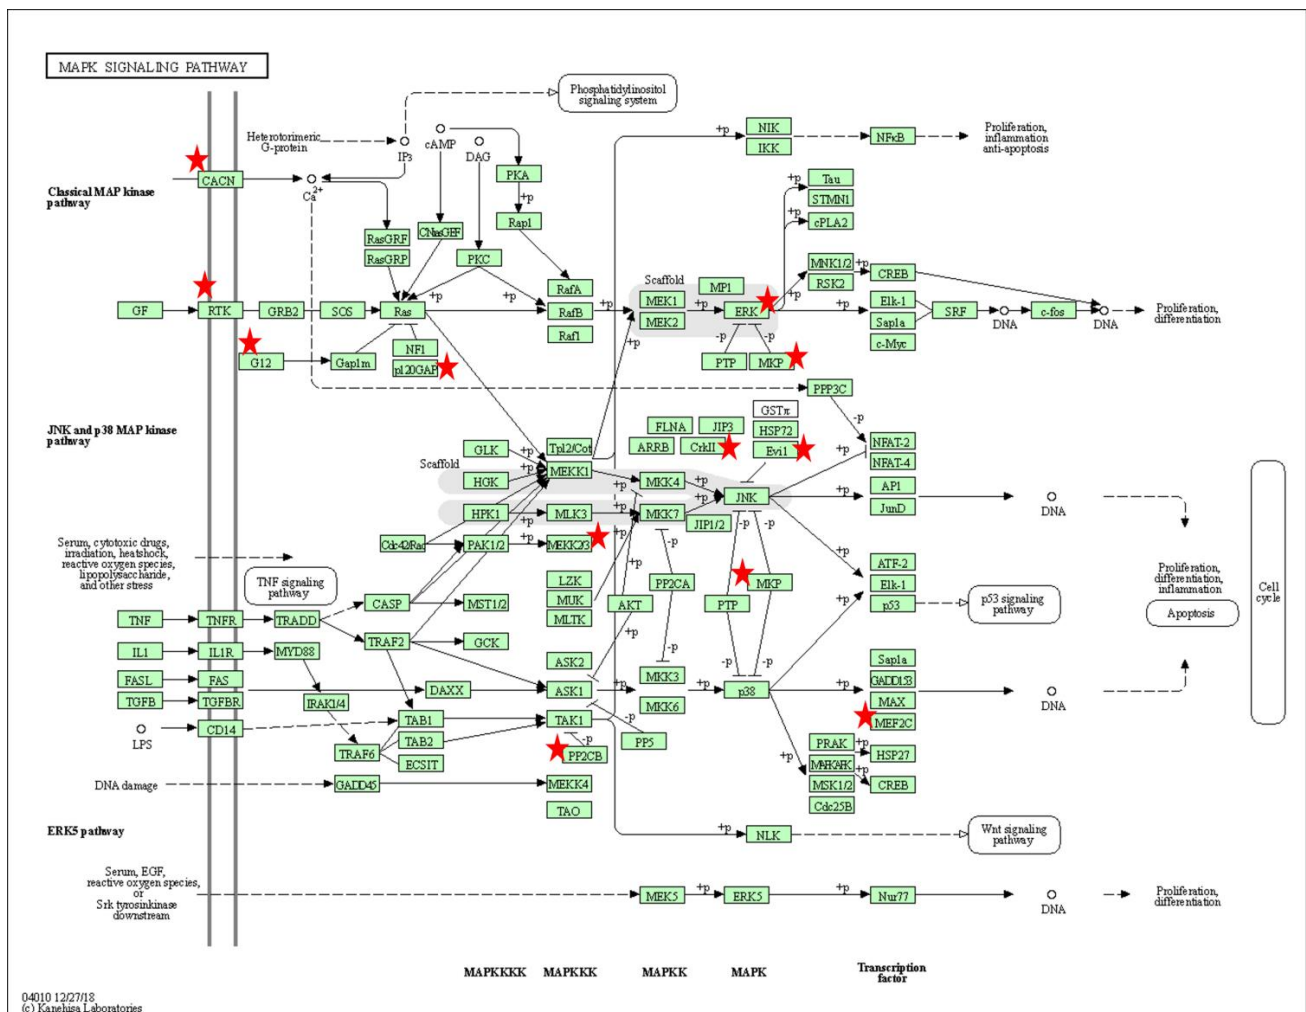 MAPK SIGNALING PATHWAY
Phosphatidylinositol
signaling system
Heterotorimeric
G-protein
IP3
cAMP
DAG
NIK
IKK
NFκB
Proliferation,
inflammation
anti-apoptosis
Classical MAP kinase
pathway
CACN
Ca2+
PKA
+p
Rap1
RasGRF
RasGRP
CNasGEF
PKC
Tau
STMN1
cPLA2
+p
+p
+p
Scaffold
MP1
MNK1/2
RSK2
+p
CREB
GF
RTK
GRB2
SOS
Ras
+p
+p
RafA
RafB
Raf1
+p
MEK1
MEK2
+p
ERK
+p
+p
Elk-1
Sap1a
c-Myc
SRF
DNA
c-fos
DNA
Proliferation,
differentiation
G12
Gap1m
NF1
p120GAP
+p
-p
-p
PTP
MKP
PPP3C
-p
JNK and p38 MAP kinase
pathway
GSTπ
FLNA
JIP3
HSP72
ARRB
CrkII
Evi1
NFAT-2
NFAT-4
GLK
+p
Tpl2/Cot
Scaffold
MEKK1
HGK
+p
+p
MKK4
+p
JNK
+p
AP1
JunD
DNA
HPK1
+p
MLK3
+p
MKK7
+p
JIP1/2
Cdc42/Rac
PAK1/2
+p
MEKK2/3
+p
-p
-p
-p
Serum, cytotoxic drugs,
irradiation, heatshock,
reactive oxygen species,
lipopolysaccharide,
and other stress
TNF signaling
pathway
LZK
MUK
MLTK
+p
AKT
PP2CA
PTP
MKP
+p
ATF-2
Elk-1
p53
p53 signaling
pathway
Proliferation,
differentiation,
inflammation
Apoptosis
Cell
cycle
CASP
MST1/2
TNF
TNFR
TRADD
TRAF2
GCK
+p
-p
-p
-p
+p
IL1
IL1R
MYD88
ASK2
MKK3
Sap1a
FASL
FAS
DAXX
ASK1
+p
MKK6
+p
p38
+p
GADD153
MAX
MEF2C
DNA
TGFB
TGFBR
IRAK1/4
LPS
CD14
TAB1
TAK1
-p
TAB2
PP5
TRAF6
ECSIT
-p
PP2CB
+p
PRAK
+p
HSP27
MAPKAPK
+p
MSK1/2
CREB
Cdc25B
DNA damage
GADD45
MEKK4
TAO
ERK5 pathway
+p
NLK
Wnt signaling
pathway
Serum, EGF,
reactive oxygen species,
or
Srk tyrosinkinase
downstream
MEK5
+p
ERK5
+p
Nur77
DNA
Proliferation,
differentiation
MAPKKKK
MAPKKK
MAPKK
MAPK
Transcription
factor
04010 12/27/18
(c) Kanehisa Laboratories